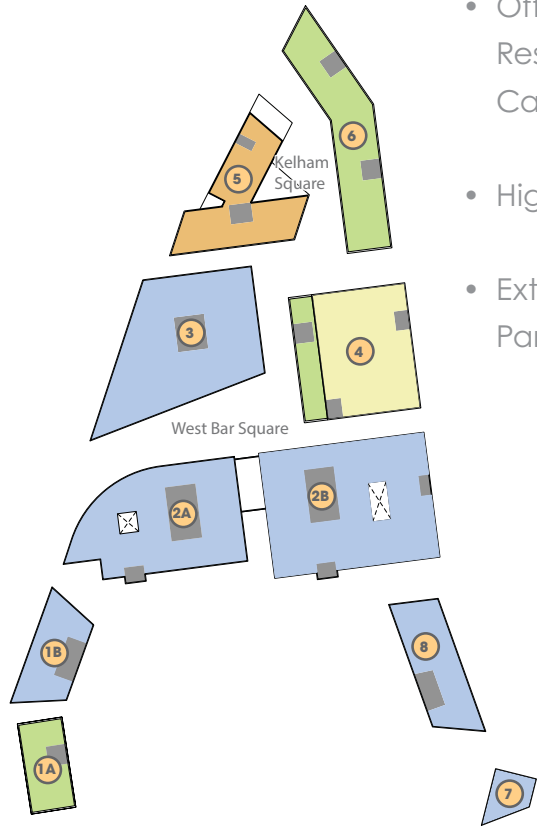 • Off
Res
Ca
6
Kelham
Square
5
• Hig
• Ext
Par
3
4
West Bar Square
2A
2B
1B
8
1A
7